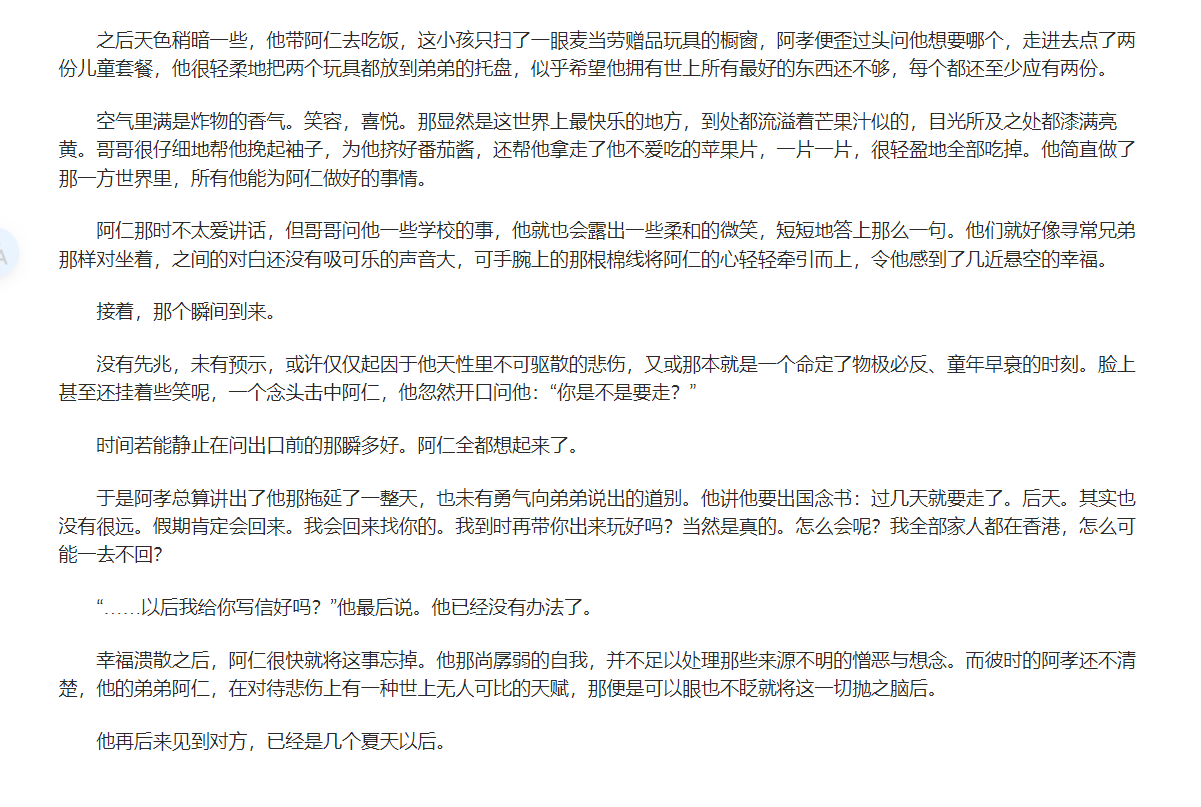 之后天色稍暗一些，他带阿仁去吃饭，这小孩只扫了一眼麦当劳赠品玩具的橱窗，阿孝便歪过头问他想要哪个，走进去点了两
份儿童套餐，他很轻柔地把两个玩具都放到弟弟的托盘，似乎希望他拥有世上所有最好的东西还不够，每个都还至少应有两份。
空气里满是炸物的香气。笑容，喜悦。那显然是这世界上最快乐的地方，到处都流溢着芒果汁似的，目光所及之处都漆满亮
黄。哥哥很仔细地帮他挽起袖子，为他挤好番茄酱，还帮他拿走了他不爱吃的苹果片，一片一片，很轻盈地全部吃掉。他简直做了
那一方世界里，所有他能为阿仁做好的事情。
阿仁那时不太爱讲话，但哥哥问他一些学校的事，他就也会露出一些柔和的微笑，短短地答上那么一句。他们就好像寻常兄弟
那样对坐着，之间的对白还没有吸可乐的声音大，可手腕上的那根棉线将阿仁的心轻轻牵引而上，令他感到了几近悬空的幸福。
接着，那个瞬间到来。
没有先兆，未有预示，或许仅仅起因于他天性里不可驱散的悲伤，又或那本就是一个命定了物极必反、童年早衰的时刻。脸上
甚至还挂着些笑呢，一个念头击中阿仁，他忽然开口问他：“你是不是要走？”
时间若能静止在问出口前的那瞬多好。阿仁全都想起来了。
于是阿孝总算讲出了他那拖延了一整天，也未有勇气向弟弟说出的道别。他讲他要出国念书：过几天就要走了。后天。其实也
没有很远。假期肯定会回来。我会回来找你的。我到时再带你出来玩好吗？当然是真的。怎么会呢？我全部家人都在香港，怎么可
能一去不回？
“……以后我给你写信好吗？”他最后说。他已经没有办法了。
幸福溃散之后，阿仁很快就将这事忘掉。他那尚孱弱的自我，并不足以处理那些来源不明的憎恶与想念。而彼时的阿孝还不清
楚，他的弟弟阿仁，在对待悲伤上有一种世上无人可比的天赋，那便是可以眼也不眨就将这一切抛之脑后。
他再后来见到对方，已经是几个夏天以后。